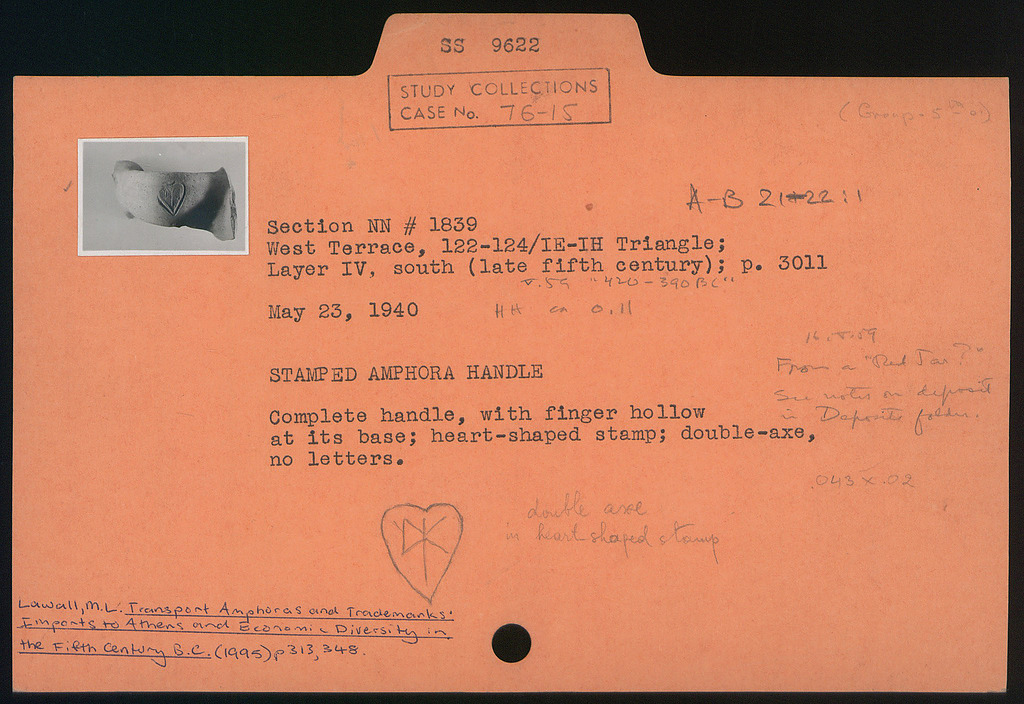 SS 9622
STUDY COLLECTIONS
CASE No. 76-15
(Group - 5th c.)
A-B 21-22:1
Section NN # 1839
West Terrace, 122-124/IE-IH Triangle;
Layer IV, south (late fifth century); p. 3011
v.59 "420-390 BC"
May 23, 1940
HH ca 0.11
16.v.59
From a "Red Jar?"
See notes on deposit
in Deposits folder.
STAMPED AMPHORA HANDLE
Complete handle, with finger hollow
at its base; heart-shaped stamp; double-axe,
no letters.
.043 x .02
double axe
in heart shaped stamp
Lawall, M.L. Transport Amphoras and Trademarks:
Imports to Athens and Economic Diversity in
the Fifth Century B.C. (1995) p 313, 348.